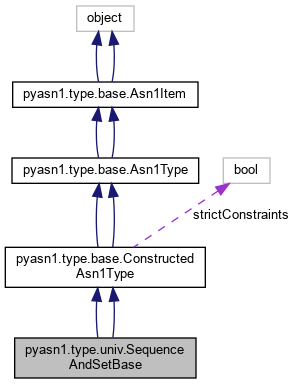 object
pyasn1.type.base.Asn1Item
pyasn1.type.base.Asn1Type
bool
strictConstraints
pyasn1.type.base.Constructed
Asn1Type
pyasn1.type.univ.Sequence
AndSetBase